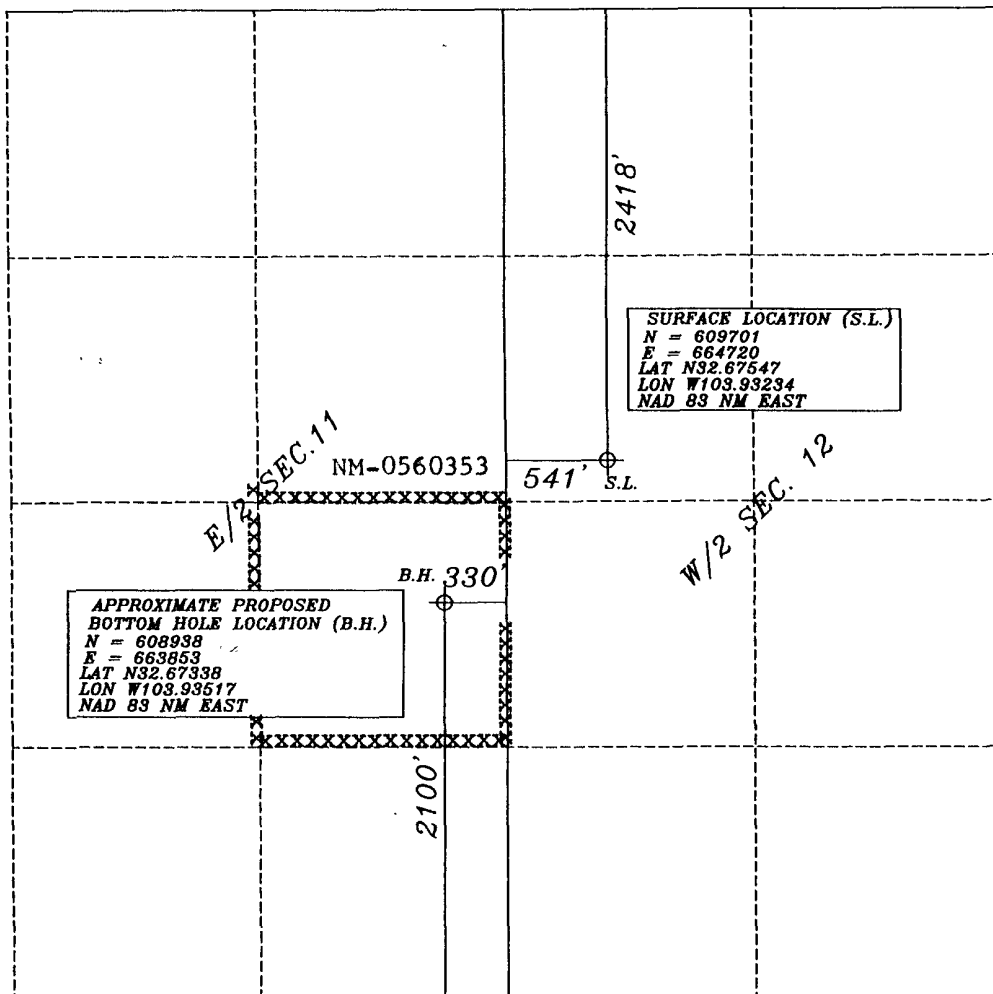 2418'
SURFACE LOCATION (S.L.)
N = 609701
E = 664720
LAT N32.67547
LON W103.93234
NAD 83 NM EAST
E/2 SEC.11
NM-0560353
541'
S.L.
W/2 SEC. 12
B.H. 330'
APPROXIMATE PROPOSED
BOTTOM HOLE LOCATION (B.H.)
N = 608938
E = 663853
LAT N32.67338
LON W103.93517
NAD 83 NM EAST
2100'